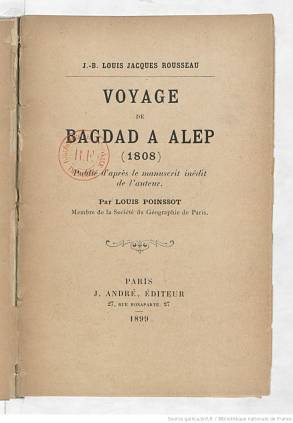 J.-B. LOUIS JACQUES ROUSSEAU
VOYAGE
DE
BAGDAD A ALEP
(1808)
Publié d'après le manuscrit inédit
de l'auteur.
Par LOUIS POINSSOT
Membre de la Société de Géographie de Paris.
PARIS
J. ANDRÉ, ÉDITEUR
27, RUE BONAPARTE 27
1899
Source gallica.bnf.fr / Bibliothèque nationale de France